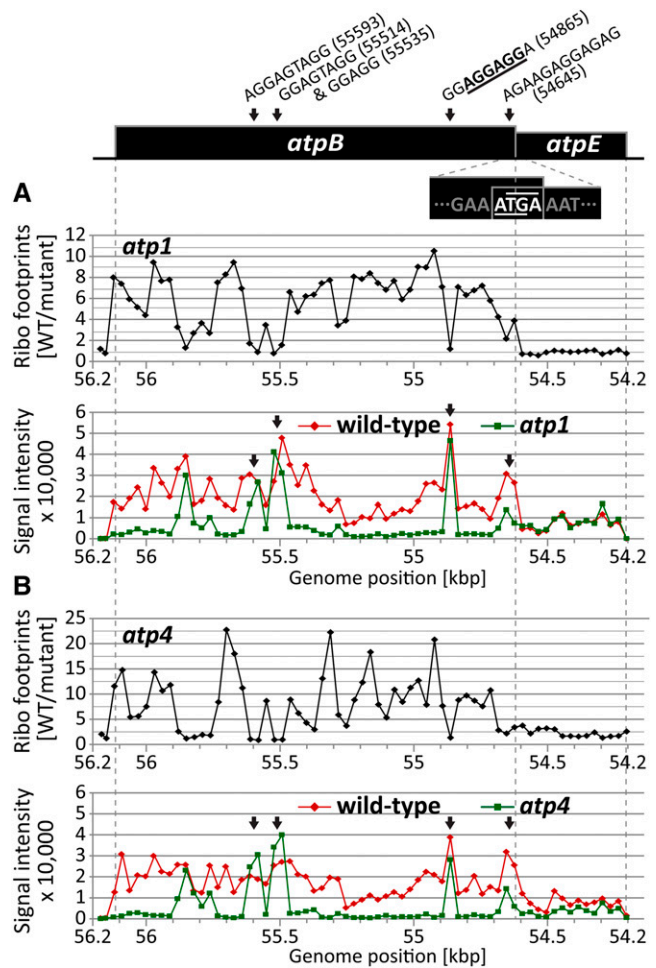 AGGAGTAGG (55593)
GGAGTAGG (55514)
& GGAGG (55535)
GGAGGAGGA (54865)
AGAAGAGGAGAG
(54645)
atpB
atpE
···GAA ATGA AAT···
A
Ribo footprints
[WT/mutant]
atp1
12
10
8
6
4
2
0
56.2
56
55.5
55
54.5
54.2
Signal intensity
x 10,000
wild-type
atp1
6
5
4
3
2
1
0
56.2
56
55.5
55
54.5
54.2
Genome position [kbp]
B
Ribo footprints
[WT/mutant]
atp4
25
20
15
10
5
0
56.2
56
55.5
55
54.5
54.2
Signal intensity
x 10,000
wild-type
atp4
6
5
4
3
2
1
0
56.2
56
55.5
55
54.5
54.2
Genome position [kbp]